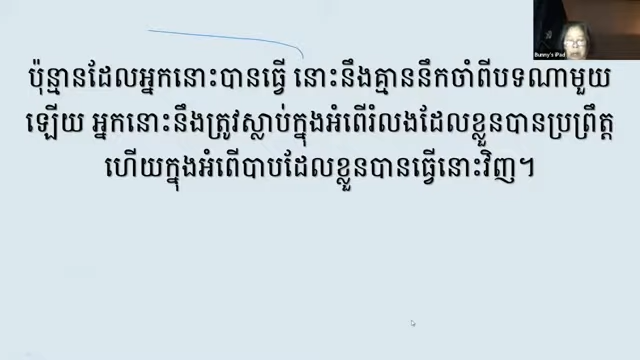 Bunny's iPad
ប៉ុន្មានដែលអ្នកនោះបានធ្វើ នោះនឹងគ្មាននឹកចាំពីបទណាមួយ
ឡើយ អ្នកនោះនឹងត្រូវស្លាប់ក្នុងអំពើរំលងដែលខ្លួនបានប្រព្រឹត្ត
ហើយក្នុងអំពើបាបដែលខ្លួនបានធ្វើនោះវិញ។